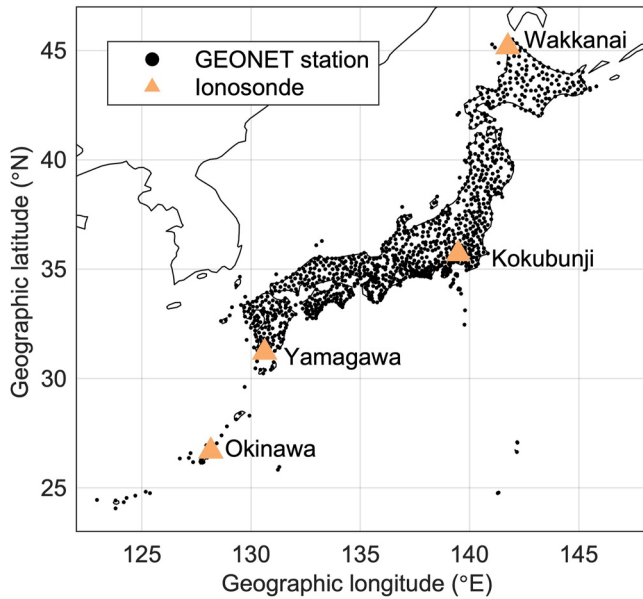 45
Wakkanai
GEONET station
Ionosonde
40
Geographic latitude (°N)
35
Kokubunji
Yamagawa
30
Okinawa
25
125
130
135
140
145
Geographic longitude (°E)